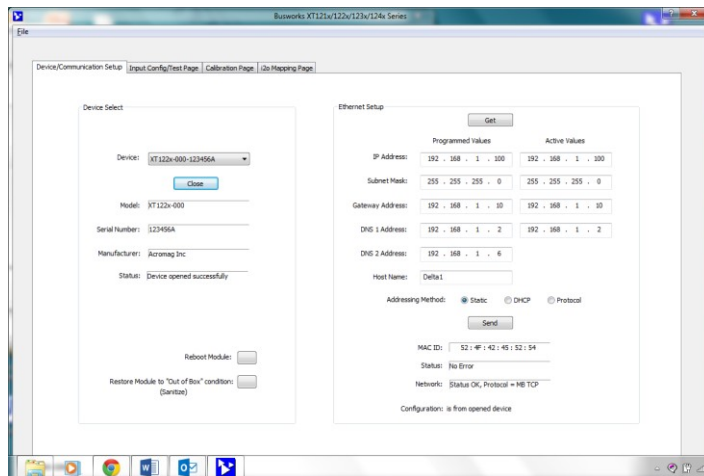 Busworks XT121x/122x/123x/124x Series
File
Device/Communication Setup Input Config/Test Page Calibration Page i2o Mapping Page
Device Select
Device: XT122x-000-123456A
Close
Model: XT122x-000
Serial Number: 123456A
Manufacturer: Acromag Inc
Status: Device opened successfully
Reboot Module:
Restore Module to "Out of Box" condition:
(Sanitize)
Ethernet Setup
Get
Programmed Values Active Values
IP Address: 192 . 168 . 1 . 100 192 . 168 . 1 . 100
Subnet Mask: 255 . 255 . 255 . 0 255 . 255 . 255 . 0
Gateway Address: 192 . 168 . 1 . 10 192 . 168 . 1 . 10
DNS 1 Address: 192 . 168 . 1 . 2 192 . 168 . 1 . 2
DNS 2 Address: 192 . 168 . 1 . 6
Host Name: Delta1
Addressing Method: Static DHCP Protocol
Send
MAC ID: 52 : 4F : 42 : 45 : 52 : 54
Status: No Error
Network: Status OK, Protocol = MB TCP
Configuration: is from opened device